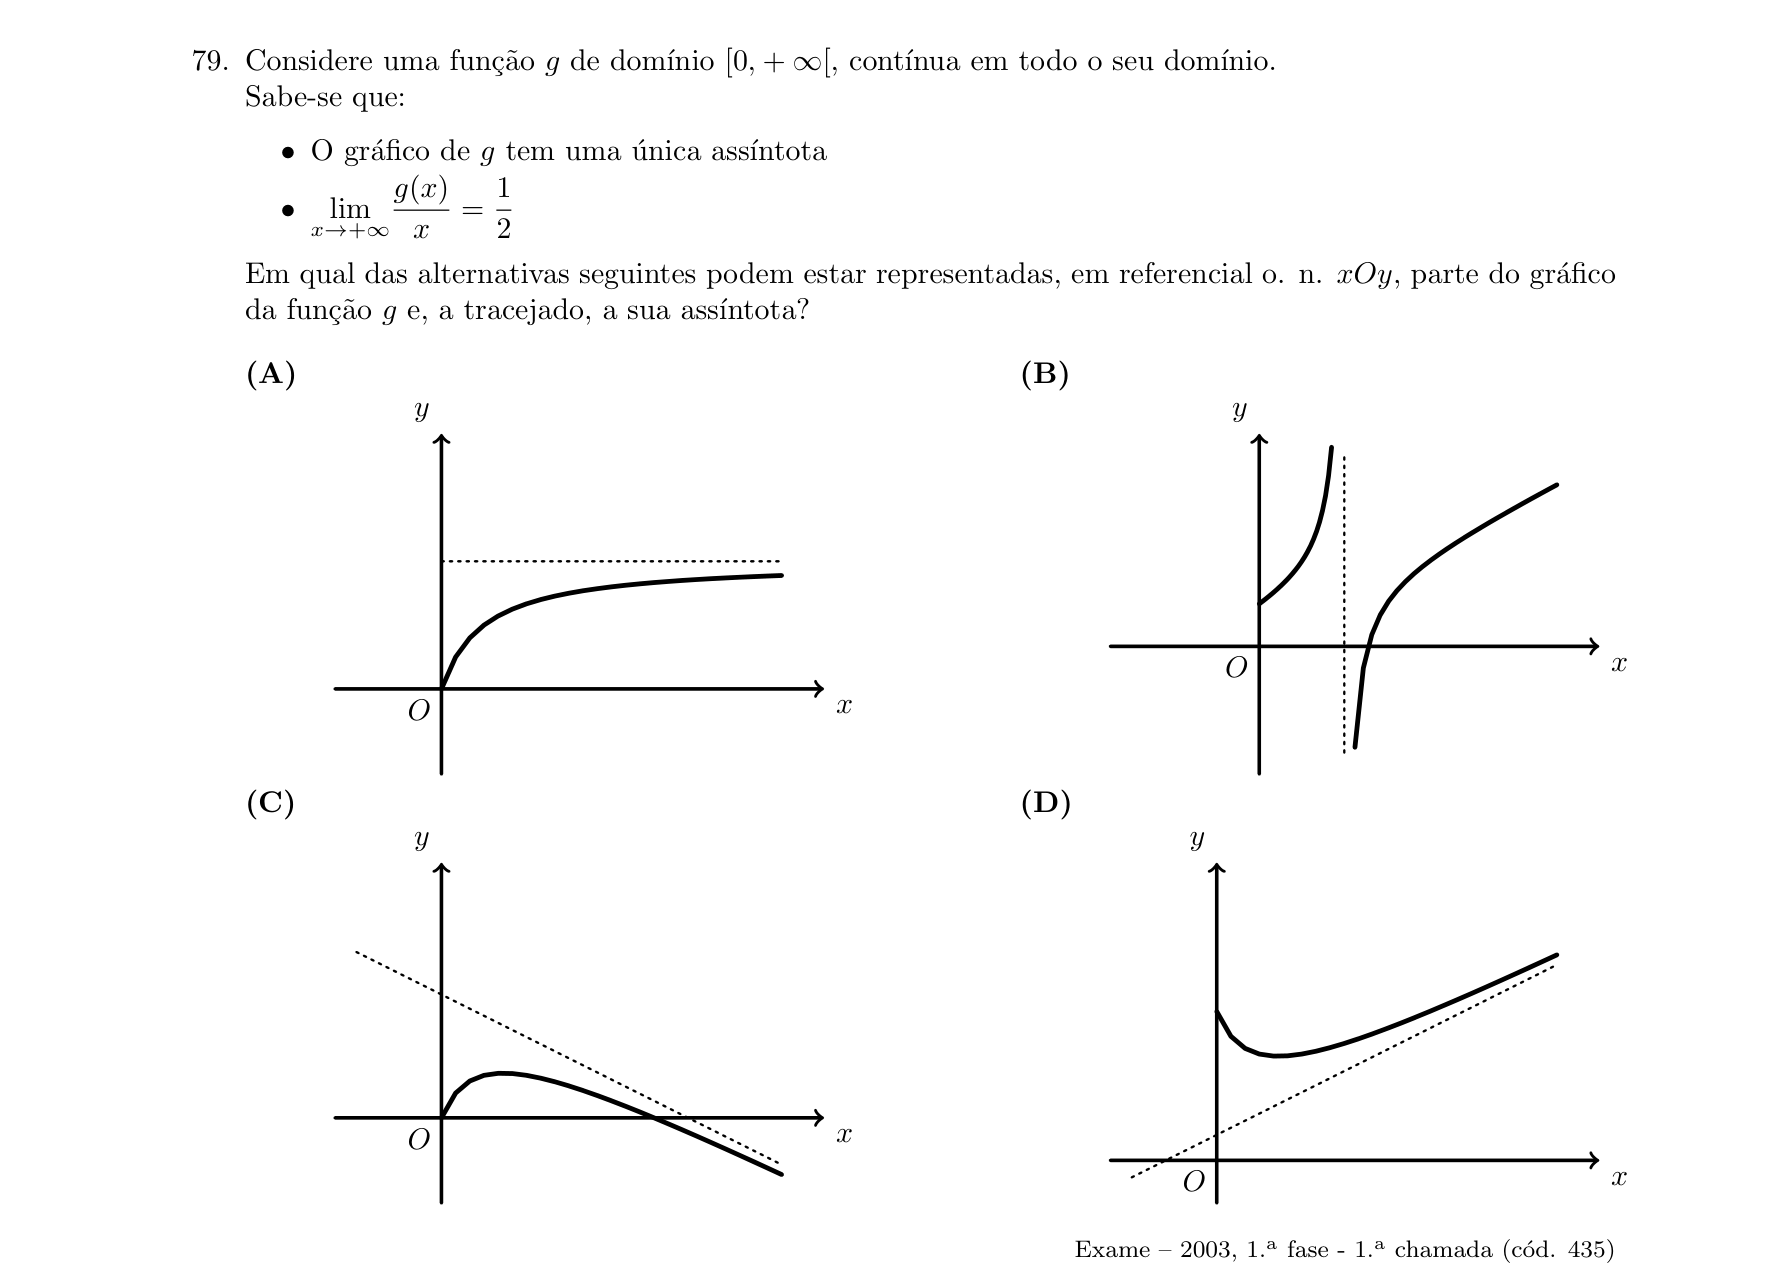 79. Considere uma função g de domínio [0, + ∞[, contínua em todo o seu domínio.
Sabe-se que:
• O gráfico de g tem uma única assíntota
• lim x→+∞ g(x)/x = 1/2
Em qual das alternativas seguintes podem estar representadas, em referencial o. n. xOy, parte do gráfico
da função g e, a tracejado, a sua assíntota?
(A)
y
O
x
(B)
y
O
x
(C)
y
O
x
(D)
y
O
x
Exame – 2003, 1.ª fase - 1.ª chamada (cód. 435)